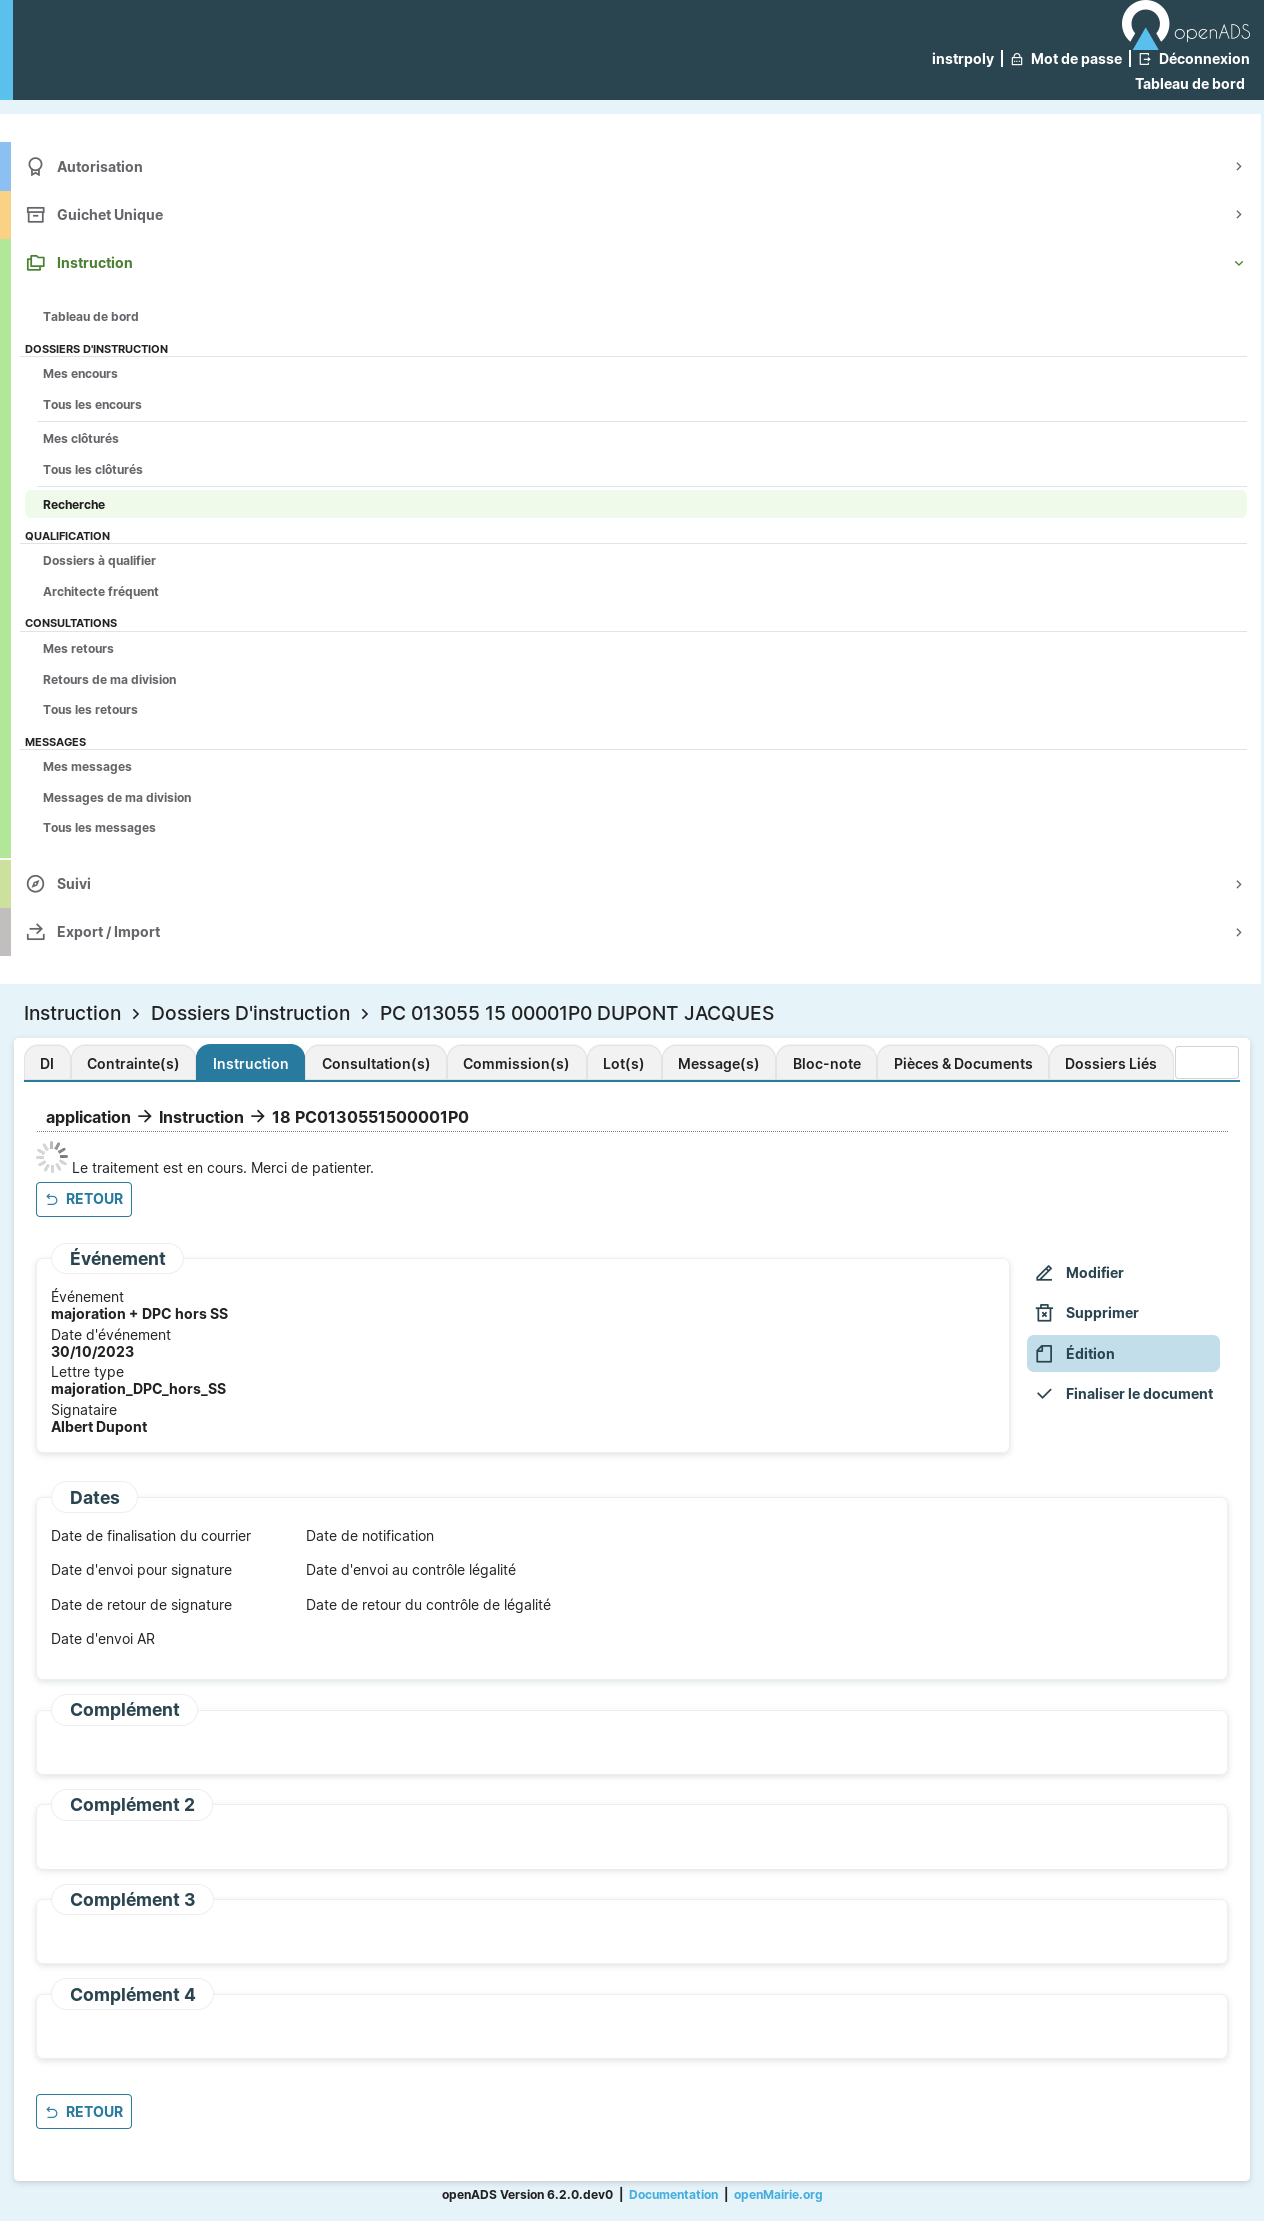 openADS
instrpoly | Mot de passe | Déconnexion
Tableau de bord
Autorisation
Guichet Unique
Instruction
Tableau de bord
DOSSIERS D'INSTRUCTION
Mes encours
Tous les encours
Mes clôturés
Tous les clôturés
Recherche
QUALIFICATION
Dossiers à qualifier
Architecte fréquent
CONSULTATIONS
Mes retours
Retours de ma division
Tous les retours
MESSAGES
Mes messages
Messages de ma division
Tous les messages
Suivi
Export / Import
Instruction > Dossiers D'instruction > PC 013055 15 00001P0 DUPONT JACQUES
DI Contrainte(s) Instruction Consultation(s) Commission(s) Lot(s) Message(s) Bloc-note Pièces & Documents Dossiers Liés
application → Instruction → 18 PC0130551500001P0
Le traitement est en cours. Merci de patienter.
RETOUR
Événement
Événement
majoration + DPC hors SS
Date d'événement
30/10/2023
Lettre type
majoration_DPC_hors_SS
Signataire
Albert Dupont
Modifier
Supprimer
Édition
Finaliser le document
Dates
Date de finalisation du courrier Date de notification
Date d'envoi pour signature Date d'envoi au contrôle légalité
Date de retour de signature Date de retour du contrôle de légalité
Date d'envoi AR
Complément
Complément 2
Complément 3
Complément 4
RETOUR
openADS Version 6.2.0.dev0 | Documentation | openMairie.org